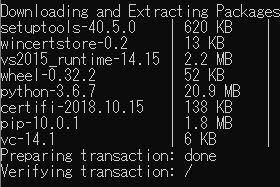 Downloading and Extracting Packages
setuptools-40.5.0 | 620 KB |
wincertstore-0.2 | 13 KB |
vs2015_runtime-14.15 | 2.2 MB |
wheel-0.32.2 | 52 KB |
python-3.6.7 | 20.9 MB |
certifi-2018.10.15 | 138 KB |
pip-10.0.1 | 1.8 MB |
vc-14.1 | 6 KB |
Preparing transaction: done
Verifying transaction: /